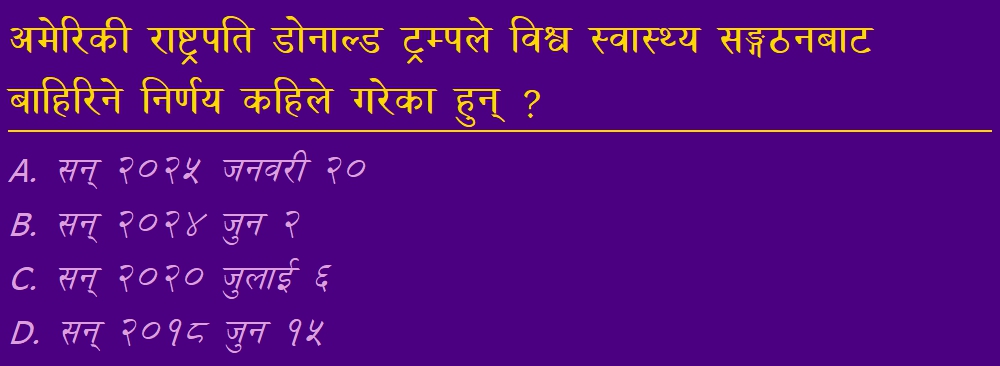 अमेरिकी राष्ट्रपति डोनाल्ड ट्रम्पले विश्व स्वास्थ्य सङ्गठनबाट
बाहिरिने निर्णय कहिले गरेका हुन् ?
A. सन् २०२५ जनवरी २०
B. सन् २०२४ जुन २
C. सन् २०२० जुलाई ६
D. सन् २०१८ जुन १५